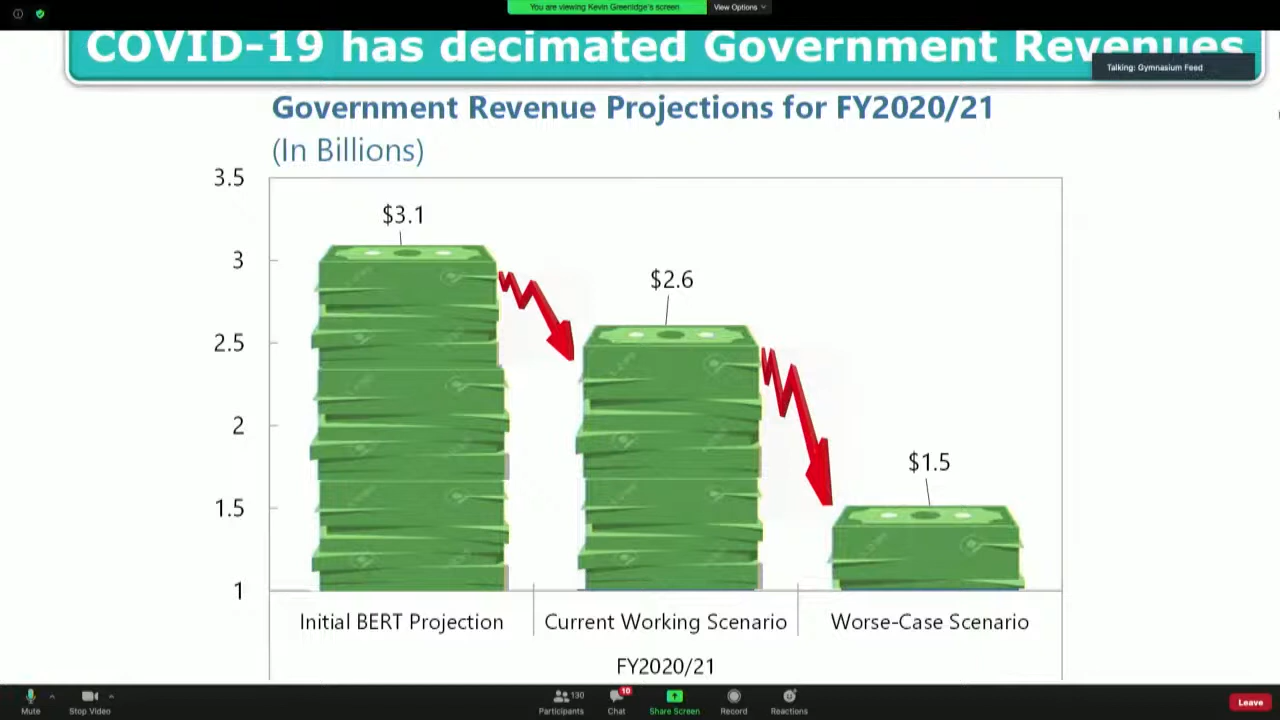 You are viewing Kevin Greenidge's screen
View Options
COVID-19 has decimated Government Revenues
Talking: Gymnasium Feed
Government Revenue Projections for FY2020/21
(In Billions)
3.5
3
2.5
2
1.5
1
$3.1
$2.6
$1.5
Initial BERT Projection
Current Working Scenario
Worse-Case Scenario
FY2020/21
Mute
Stop Video
130
Participants
10
Chat
Share Screen
Record
Reactions
Leave